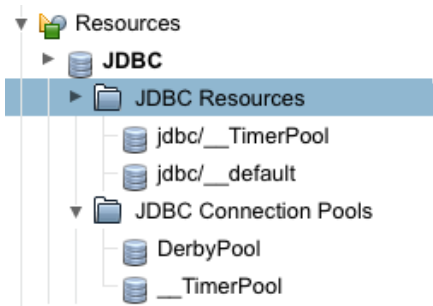 Resources
JDBC
JDBC Resources
jdbc/__TimerPool
jdbc/__default
JDBC Connection Pools
DerbyPool
__TimerPool